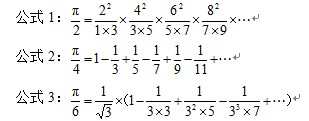 公式 1：π/2=2²/1×3×4²/3×5×6²/5×7×8²/7×9×⋯↵
公式 2：π/4=1-1/3+1/5-1/7+1/9-1/11+⋯↵
公式 3：π/6=1/√3×(1-1/3×3+1/3²×5-1/3³×7+⋯)↵